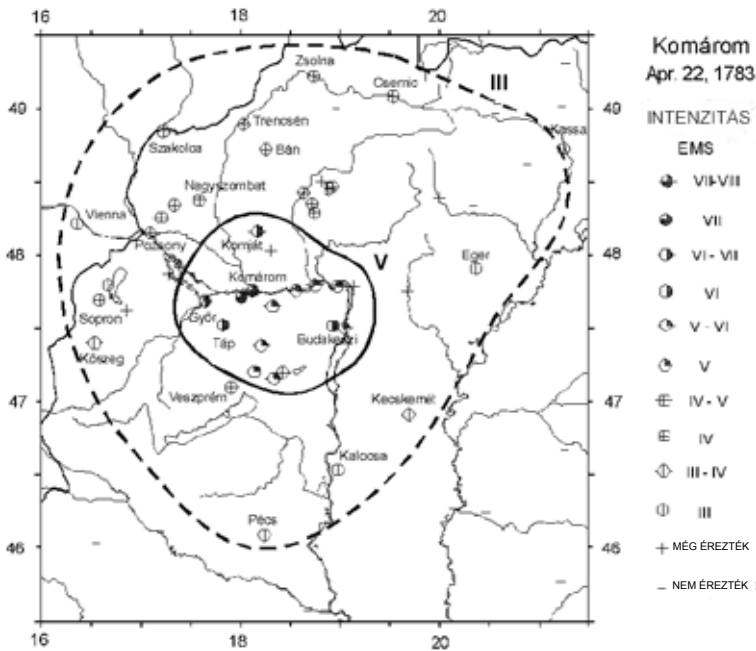 16 18 20
Komárom
Apr. 22, 1783
INTENZITÁS
EMS
VII-VIII
VII
VI - VII
VI
V - VI
V
IV - V
IV
III - IV
III
MÉG ÉREZTÉK
NEM ÉREZTÉK
Zsolna
III
Csernic
40 40
Trencsén
Kassa
Szakolca
Bán
Nagyszombat
Vienna
Komját
48 48
Pozsony
V
Eger
Komárom
Sopron
Győr
Táp
Budakeszi
Kőszeg
Veszprém
Kecskemét
47 47
Kalocsa
Pécs
46 46
16 18 20